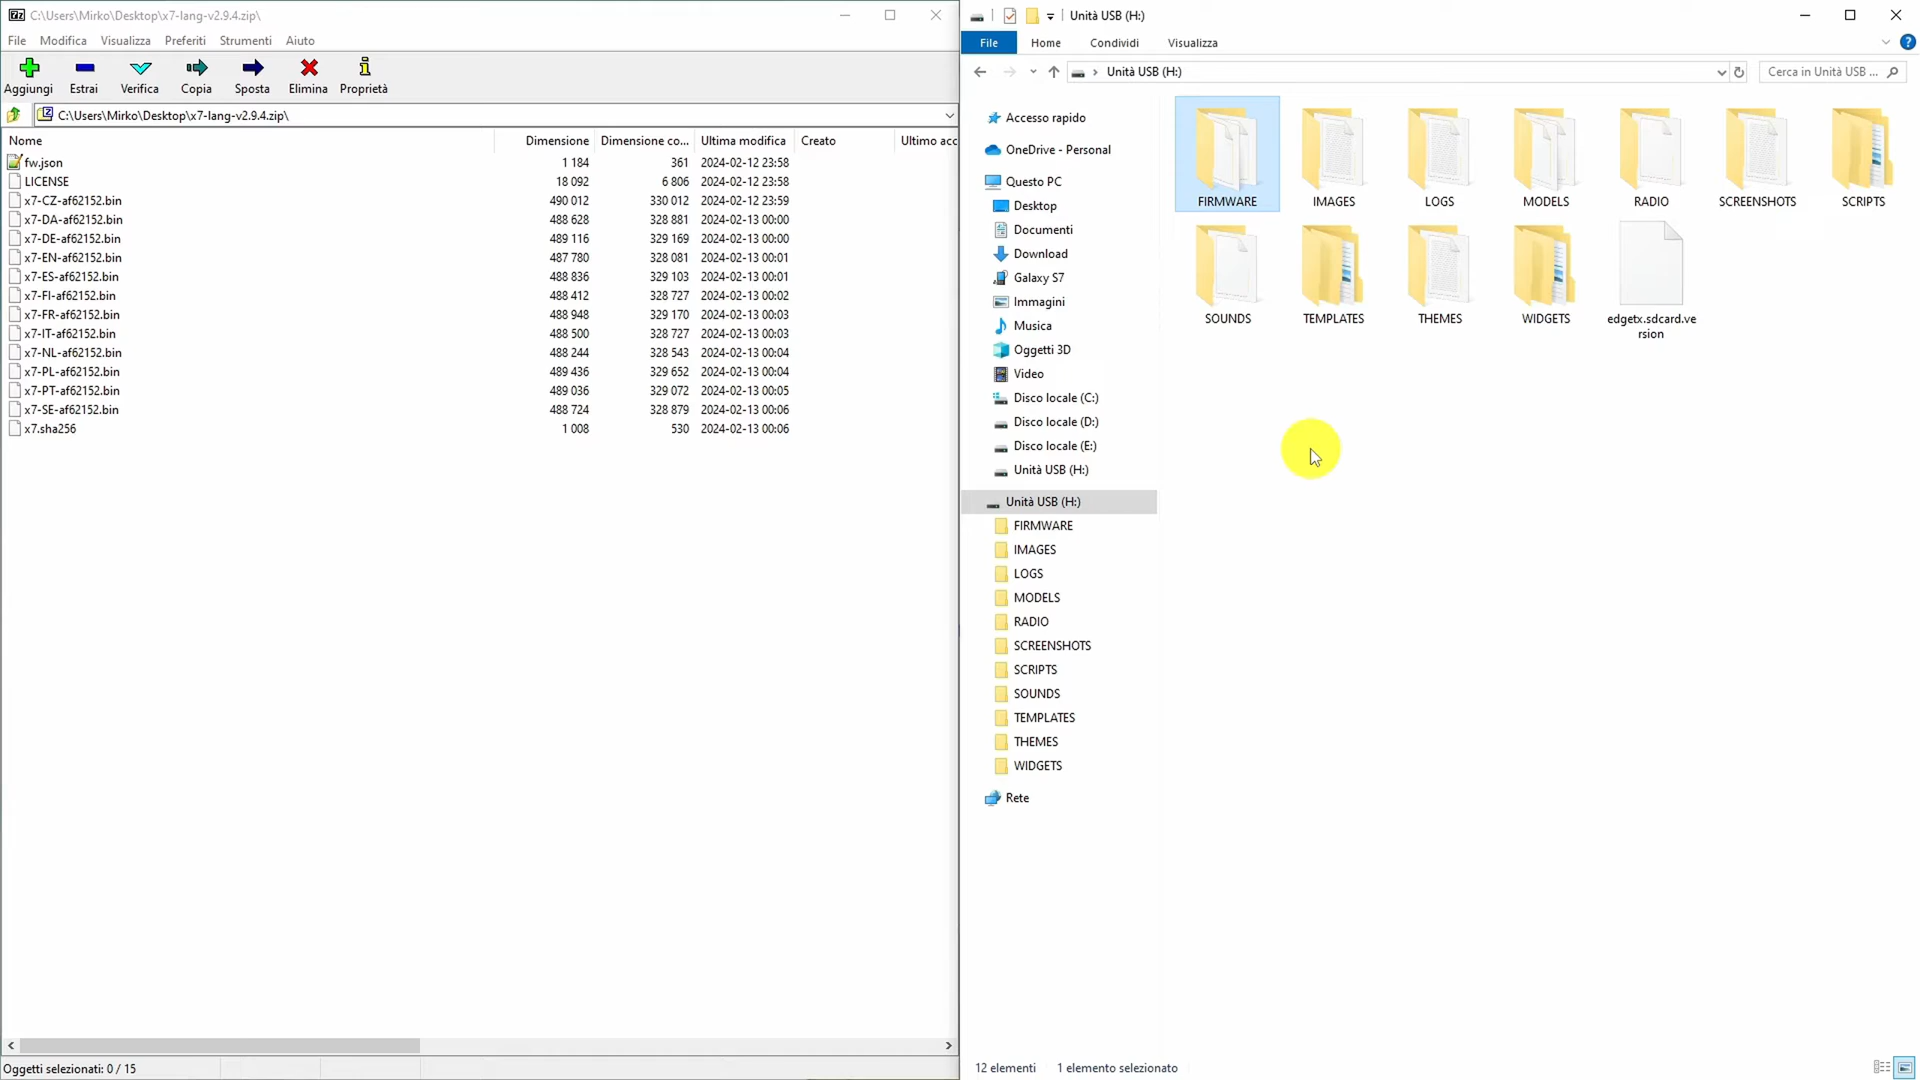 C:\Users\Mirko\Desktop\x7-lang-v2.9.4.zip\
File Modifica Visualizza Preferiti Strumenti Aiuto
Aggiungi Estrai Verifica Copia Sposta Elimina Proprietà
C:\Users\Mirko\Desktop\x7-lang-v2.9.4.zip\
Nome Dimensione Dimensione co... Ultima modifica Creato Ultimo acc
fw.json 1 184 361 2024-02-12 23:58
LICENSE 18 092 6 806 2024-02-12 23:58
x7-CZ-af62152.bin 490 012 330 012 2024-02-12 23:59
x7-DA-af62152.bin 488 628 328 881 2024-02-13 00:00
x7-DE-af62152.bin 489 116 329 169 2024-02-13 00:00
x7-EN-af62152.bin 487 780 328 081 2024-02-13 00:01
x7-ES-af62152.bin 488 836 329 103 2024-02-13 00:01
x7-FI-af62152.bin 488 412 328 727 2024-02-13 00:02
x7-FR-af62152.bin 488 948 329 170 2024-02-13 00:03
x7-IT-af62152.bin 488 500 328 727 2024-02-13 00:03
x7-NL-af62152.bin 488 244 328 543 2024-02-13 00:04
x7-PL-af62152.bin 489 436 329 652 2024-02-13 00:04
x7-PT-af62152.bin 489 036 329 072 2024-02-13 00:05
x7-SE-af62152.bin 488 724 328 879 2024-02-13 00:06
x7.sha256 1 008 530 2024-02-13 00:06
Oggetti selezionati: 0 / 15
Unità USB (H:)
File Home Condividi Visualizza
Unità USB (H:) Cerca in Unità USB ...
Accesso rapido
OneDrive - Personal
Questo PC
Desktop
Documenti
Download
Galaxy S7
Immagini
Musica
Oggetti 3D
Video
Disco locale (C:)
Disco locale (D:)
Disco locale (E:)
Unità USB (H:)
Unità USB (H:)
FIRMWARE
IMAGES
LOGS
MODELS
RADIO
SCREENSHOTS
SCRIPTS
SOUNDS
TEMPLATES
THEMES
WIDGETS
Rete
FIRMWARE IMAGES LOGS MODELS RADIO SCREENSHOTS SCRIPTS
SOUNDS TEMPLATES THEMES WIDGETS edgetx.sdcard.ve
rsion
12 elementi 1 elemento selezionato